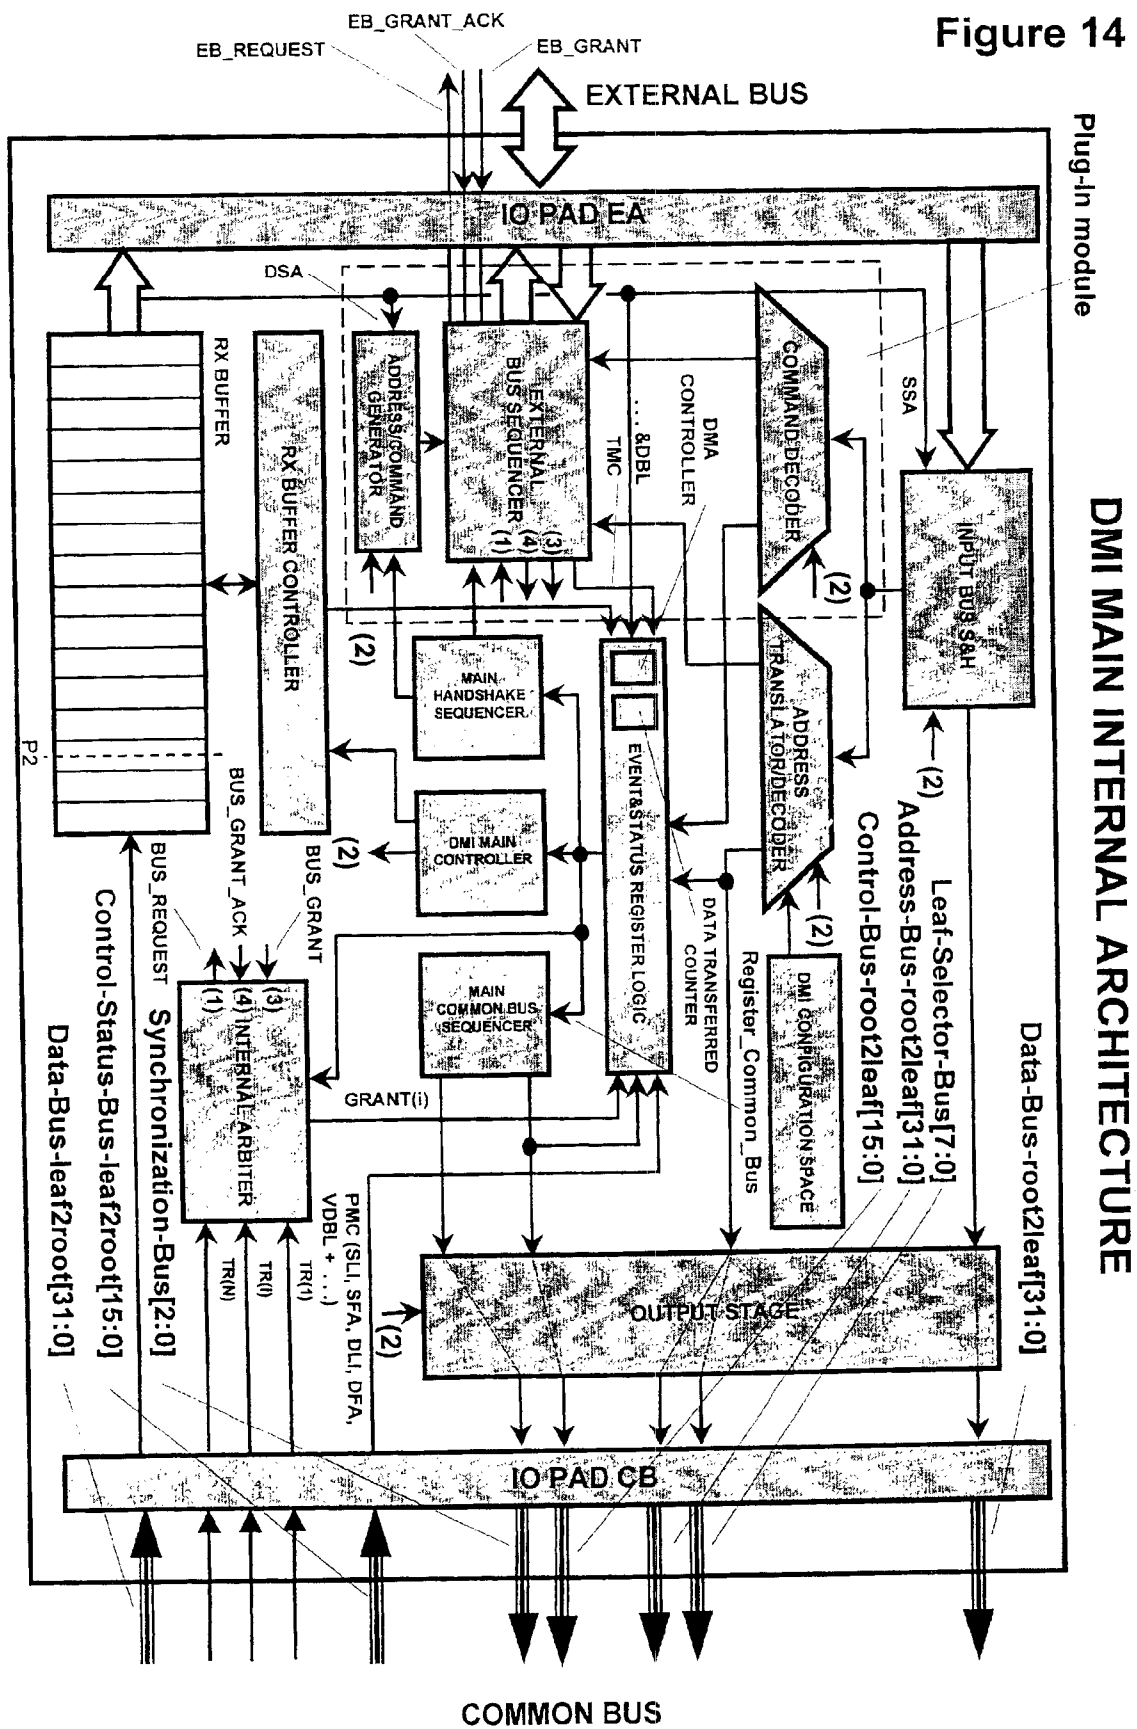 Figure 14
DMI MAIN INTERNAL ARCHITECTURE
EB_GRANT_ACK
EB_REQUEST
EB_GRANT
EXTERNAL BUS
Plug-In module
IO PAD EA
DSA
SSA
RX BUFFER
RX BUFFER CONTROLLER
ADDRESS/COMMAND
GENERATOR
EXTERNAL
BUS SEQUENCER
(1)
(4)
(3)
TMC
...&DBL
DMA
CONTROLLER
COMMAND DECODER
(2)
INPUT BUS S&H
(2)
(2)
MAIN
HANDSHAKE
SEQUENCER
ADDRESS
TRANSLATOR/DECODER
(2)
EVENT&STATUS REGISTER LOGIC
P2
DMI MAIN
CONTROLLER
(2)
DATA TRANSFERRED
COUNTER
Register_Common_Bus
DMI CONFIGURATION SPACE
Leaf-Selector-Bus[7:0]
Address-Bus-root2leaf[31:0]
Control-Bus-root2leaf[15:0]
Data-Bus-root2leaf[31:0]
BUS_GRANT
BUS_GRANT_ACK
BUS_REQUEST
(3)
(4)
(1)
INTERNAL ARBITER
MAIN
COMMON BUS
SEQUENCER
GRANT(i)
Synchronization-Bus[2:0]
Control-Status-Bus-leaf2root[15:0]
Data-Bus-leaf2root[31:0]
TR(1)
TR(i)
TR(N)
PMC (SLI, SFA, DLI, DFA,
VDBL + ...)
(2)
OUTPUT STAGE
IO PAD CB
COMMON BUS